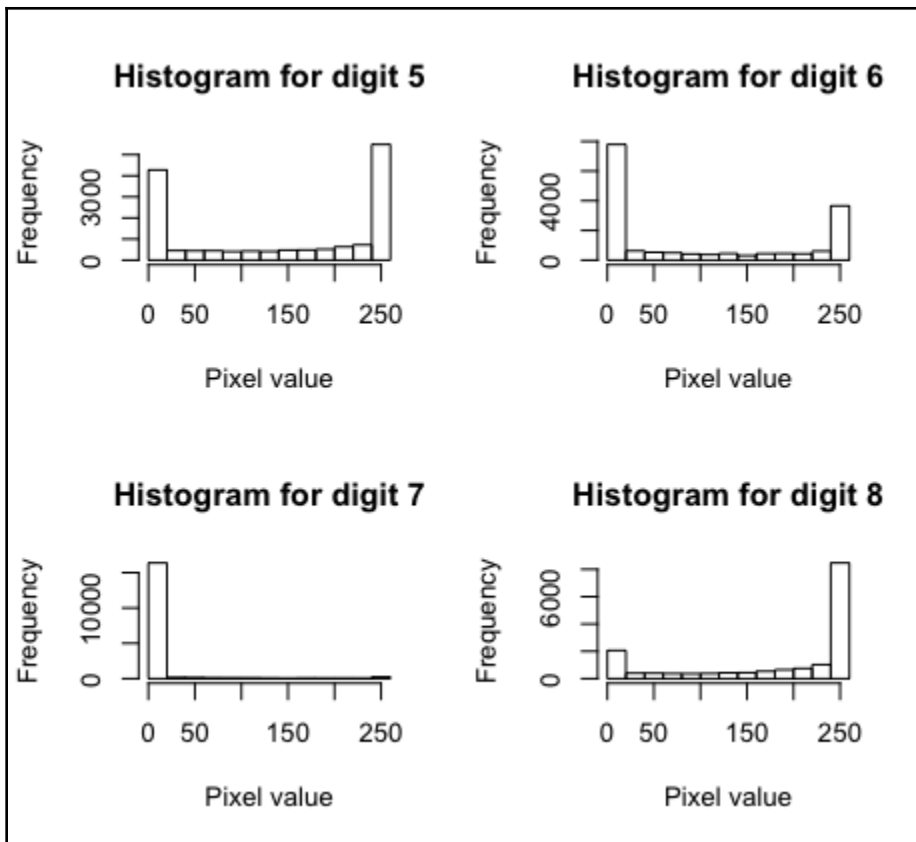 Histogram for digit 5
Frequency
0 3000
0 50 150 250
Pixel value
Histogram for digit 6
Frequency
0 4000
0 50 150 250
Pixel value
Histogram for digit 7
Frequency
0 10000
0 50 150 250
Pixel value
Histogram for digit 8
Frequency
0 6000
0 50 150 250
Pixel value